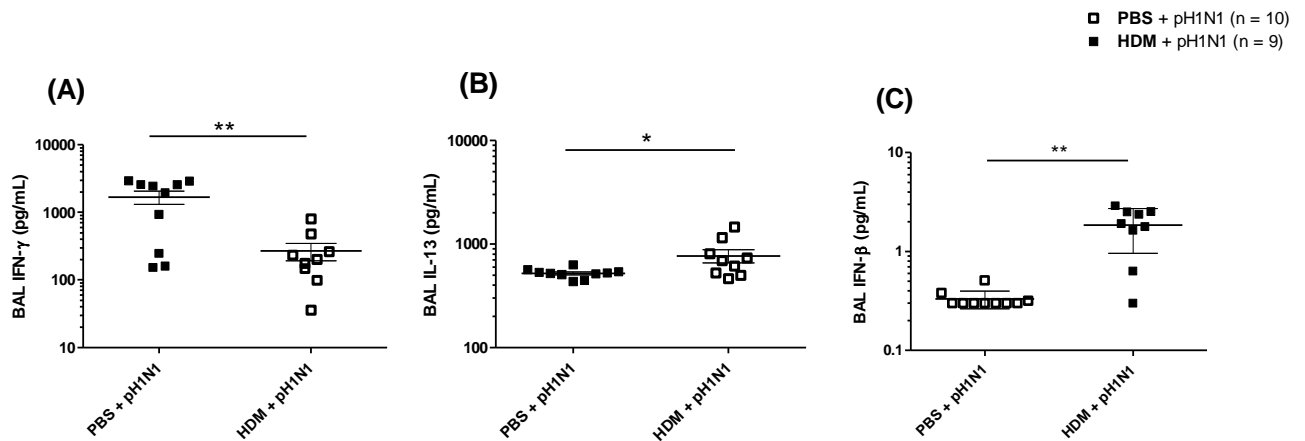 PBS + pH1N1 (n = 10)
HDM + pH1N1 (n = 9)
(A)
**
BAL IFN-γ (pg/mL)
10000
1000
100
10
PBS + pH1N1
HDM + pH1N1
(B)
*
BAL IL-13 (pg/mL)
10000
1000
100
PBS + pH1N1
HDM + pH1N1
(C)
**
BAL IFN-β (pg/mL)
10
1
0.1
PBS + pH1N1
HDM + pH1N1